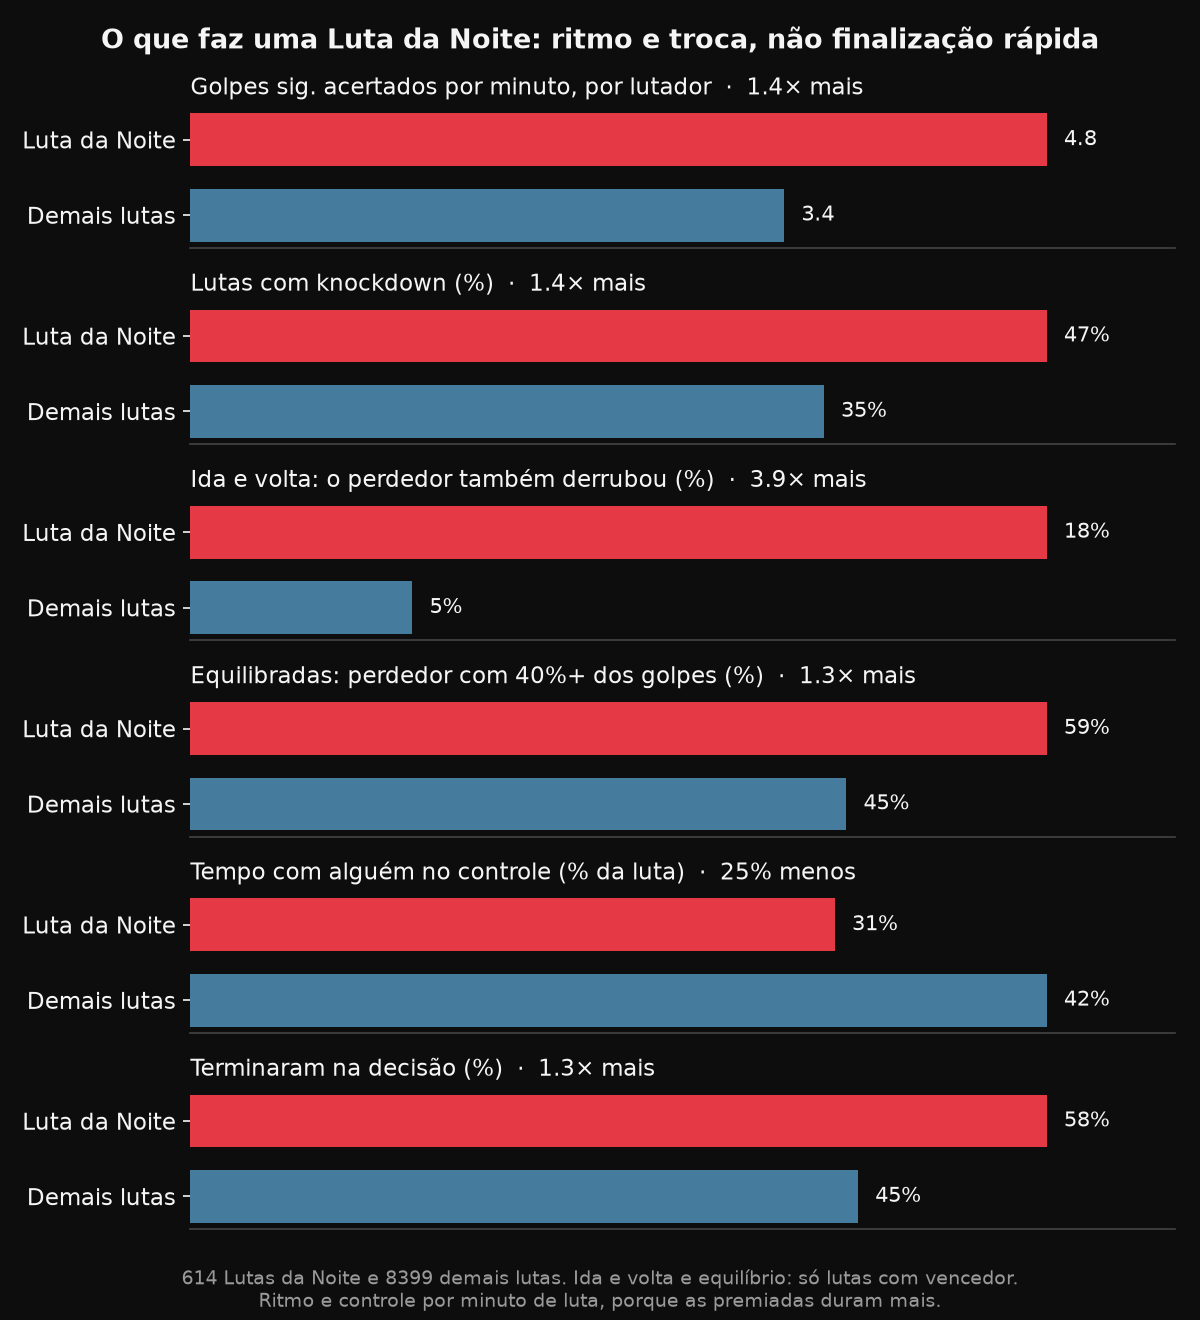 O que faz uma Luta da Noite: ritmo e troca, não finalização rápida
Golpes sig. acertados por minuto, por lutador · 1.4× mais
Luta da Noite 4.8
Demais lutas 3.4
Lutas com knockdown (%) · 1.4× mais
Luta da Noite 47%
Demais lutas 35%
Ida e volta: o perdedor também derrubou (%) · 3.9× mais
Luta da Noite 18%
Demais lutas 5%
Equilibradas: perdedor com 40%+ dos golpes (%) · 1.3× mais
Luta da Noite 59%
Demais lutas 45%
Tempo com alguém no controle (% da luta) · 25% menos
Luta da Noite 31%
Demais lutas 42%
Terminaram na decisão (%) · 1.3× mais
Luta da Noite 58%
Demais lutas 45%
614 Lutas da Noite e 8399 demais lutas. Ida e volta e equilíbrio: só lutas com vencedor.
Ritmo e controle por minuto de luta, porque as premiadas duram mais.